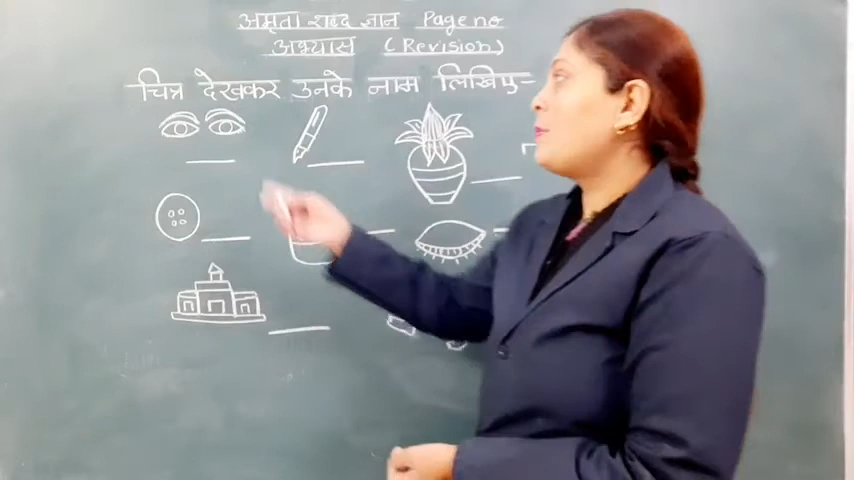 अमृता शब्द ज्ञान Page no
अभ्यास (Revision)
चित्र देखकर उनके नाम लिखिए-